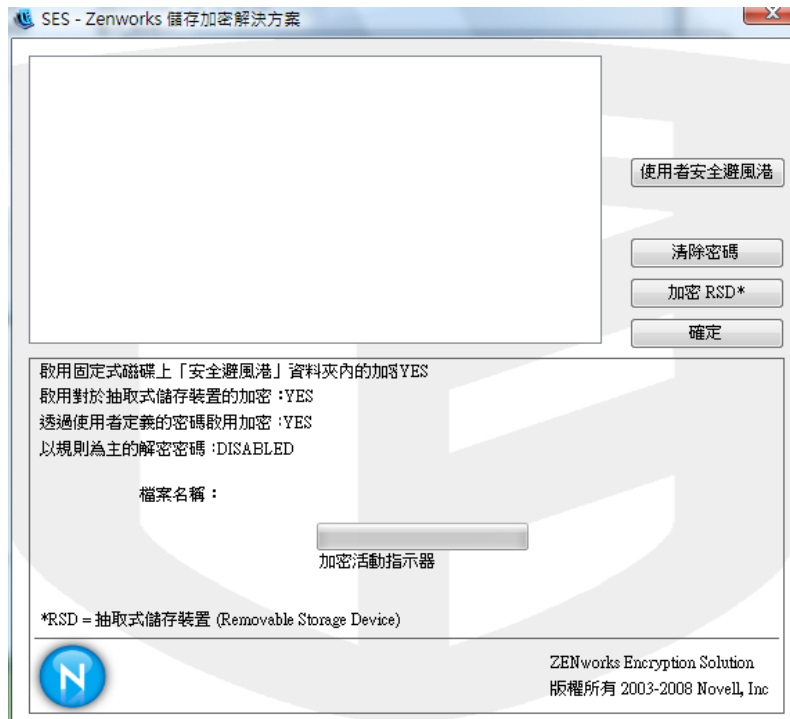 SES - Zenworks 儲存加密解決方案
使用者安全避風港
清除密碼
加密 RSD*
確定
啟用固定式磁碟上「安全避風港」資料夾內的加密YES
啟用對於抽取式儲存裝置的加密：YES
透過使用者定義的密碼啟用加密：YES
以規則為主的解密密碼：DISABLED
檔案名稱：
加密活動指示器
*RSD = 抽取式儲存裝置 (Removable Storage Device)
N
ZENworks Encryption Solution
版權所有 2003-2008 Novell, Inc